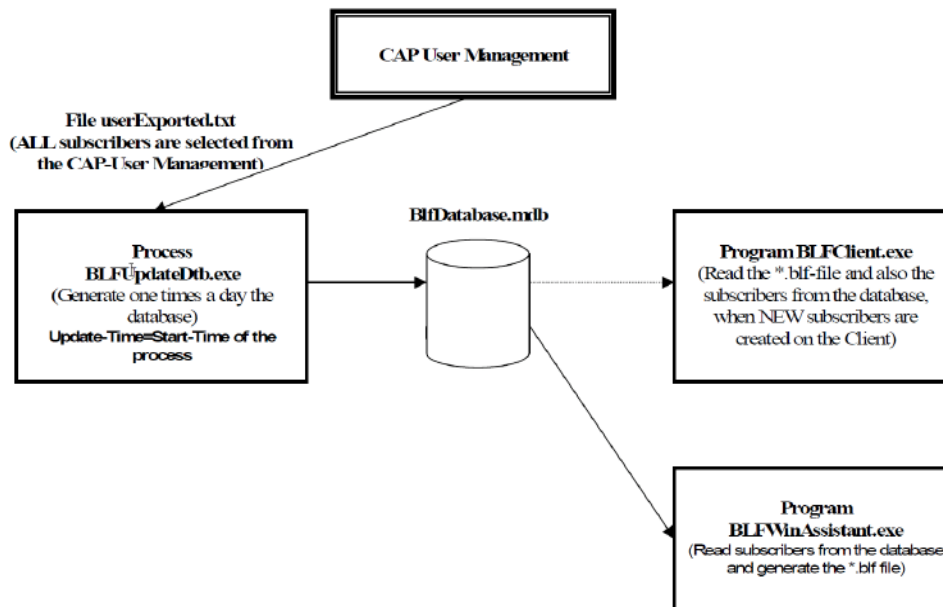 CAP User Management
File userExported.txt
(ALL subscribers are selected from
the CAP-User Management)
BlfDatabase.mdb
Process
BLFUpdateDtb.exe
(Generate one times a day the
database)
Update-Time=Start-Time of the
process
Program BLFClient.exe
(Read the *.blf-file and also the
subscribers from the database,
when NEW subscribers are
created on the Client)
Program
BLFWinAssistant.exe
(Read subscribers from the database
and generate the *.blf file)